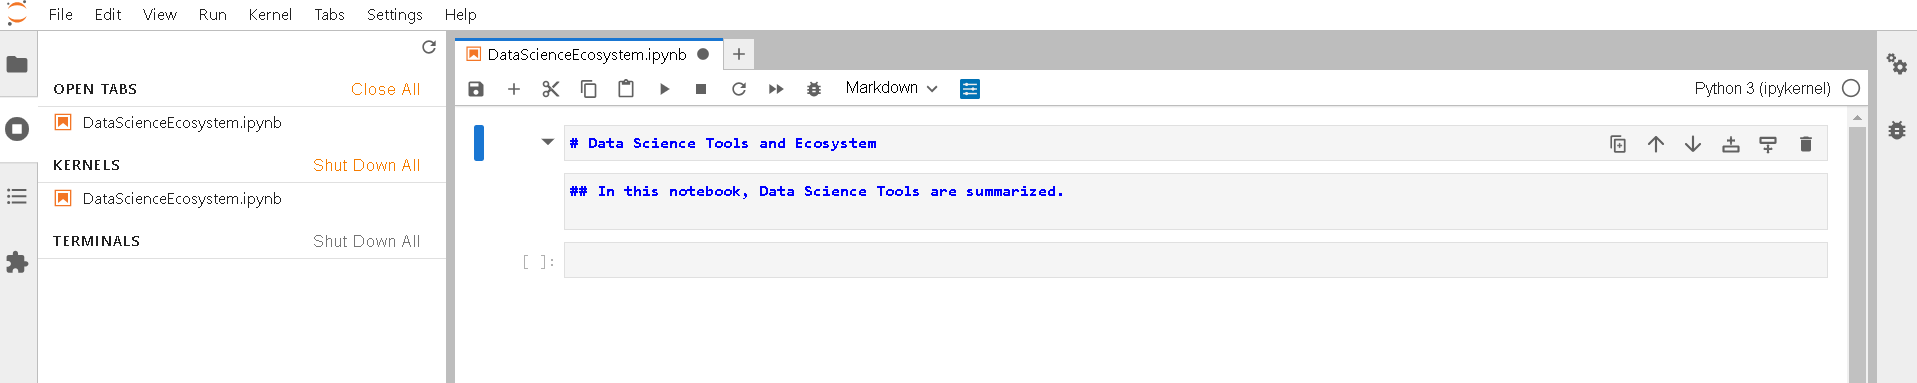 File Edit View Run Kernel Tabs Settings Help
OPEN TABS Close All
DataScienceEcosystem.ipynb
KERNELS Shut Down All
DataScienceEcosystem.ipynb
TERMINALS Shut Down All
DataScienceEcosystem.ipynb
Markdown Python 3 (ipykernel)
# Data Science Tools and Ecosystem
## In this notebook, Data Science Tools are summarized.
[ ]: